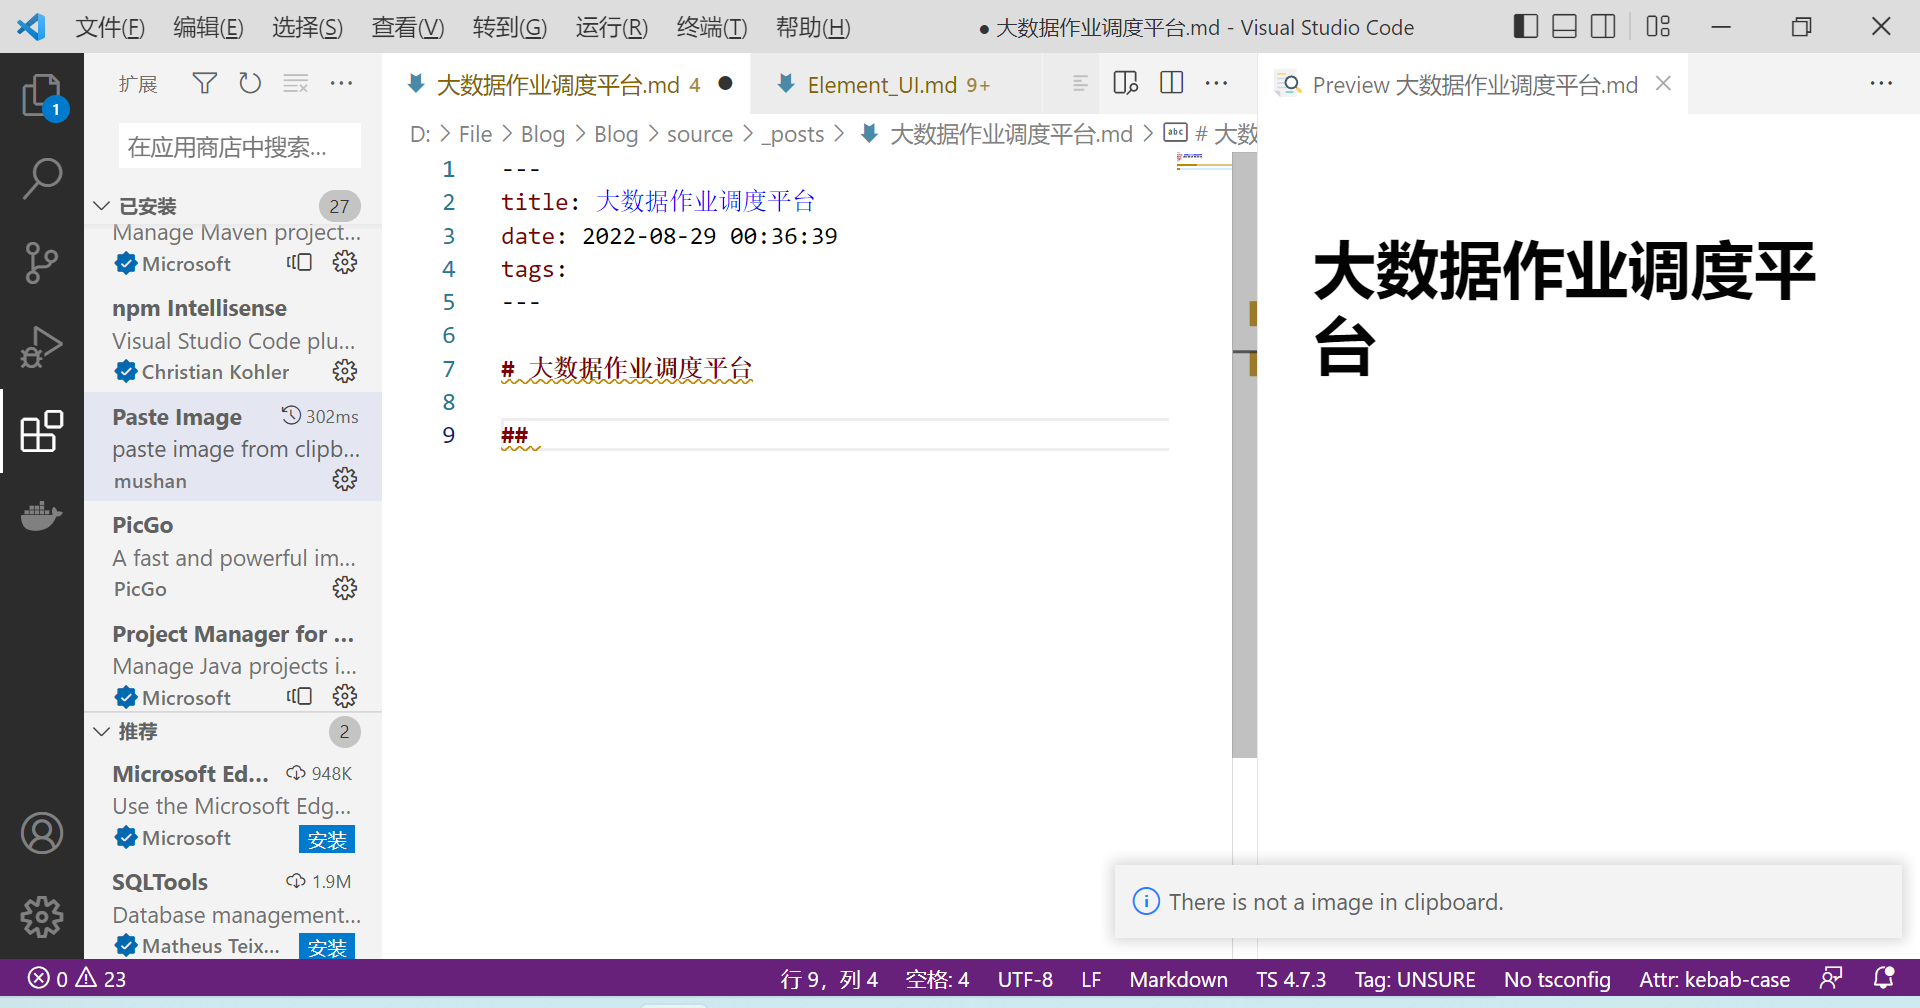 文件(F) 编辑(E) 选择(S) 查看(V) 转到(G) 运行(R) 终端(T) 帮助(H) ● 大数据作业调度平台.md - Visual Studio Code
1
扩展
在应用商店中搜索...
已安装 27
Manage Maven project...
Microsoft
npm Intellisense
Visual Studio Code plu...
Christian Kohler
Paste Image 302ms
paste image from clipb...
mushan
PicGo
A fast and powerful im...
PicGo
Project Manager for ...
Manage Java projects i...
Microsoft
推荐 2
Microsoft Ed... 948K
Use the Microsoft Edg...
Microsoft 安装
SQLTools 1.9M
Database management...
Matheus Teix... 安装
大数据作业调度平台.md 4 ● Element_UI.md 9+
D: > File > Blog > Blog > source > _posts > 大数据作业调度平台.md > abc # 大数
1 ---
2 title: 大数据作业调度平台
3 date: 2022-08-29 00:36:39
4 tags:
5 ---
6
7 # 大数据作业调度平台
8
9 ##
Preview 大数据作业调度平台.md
大数据作业调度平
台
There is not a image in clipboard.
0 23 行 9，列 4 空格: 4 UTF-8 LF Markdown TS 4.7.3 Tag: UNSURE No tsconfig Attr: kebab-case